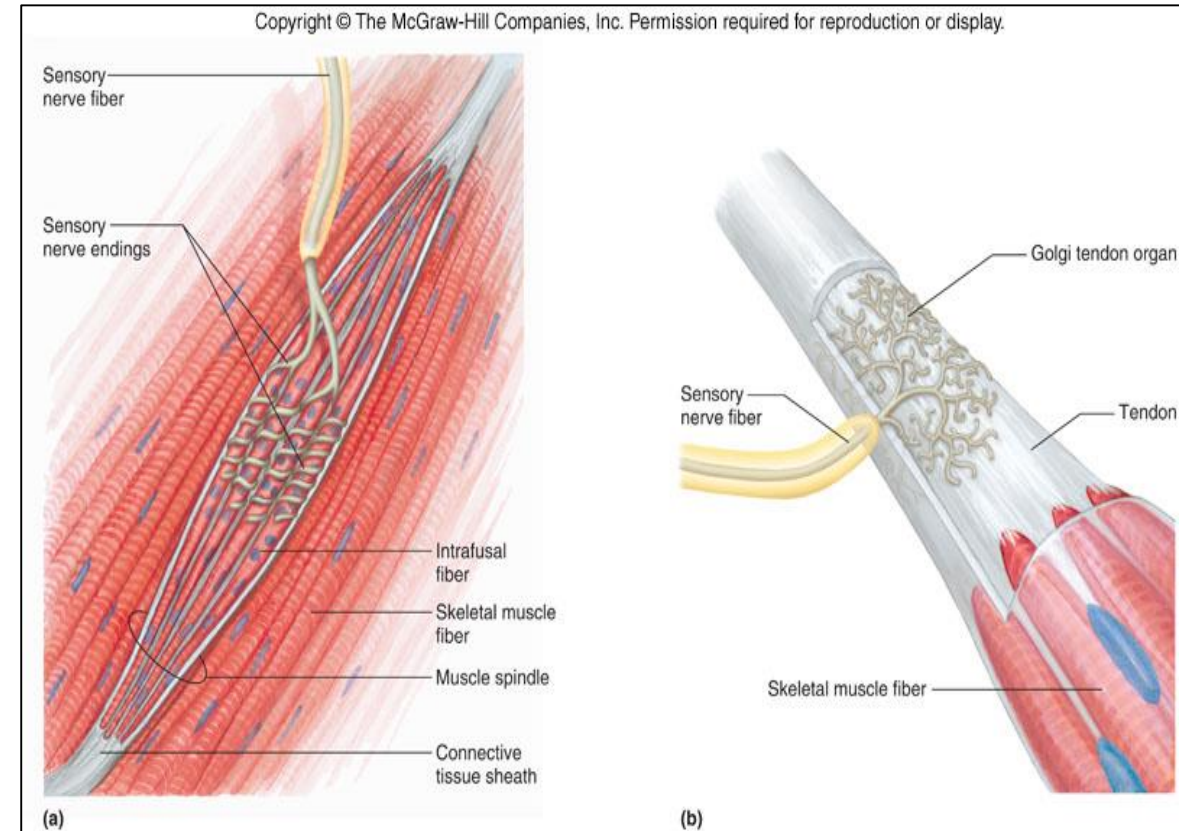 Copyright © The McGraw-Hill Companies, Inc. Permission required for reproduction or display.
Sensory
nerve fiber
Sensory
nerve endings
Intrafusal
fiber
Skeletal muscle
fiber
Muscle spindle
Connective
tissue sheath
(a)
Golgi tendon organ
Sensory
nerve fiber
Tendon
Skeletal muscle fiber
(b)